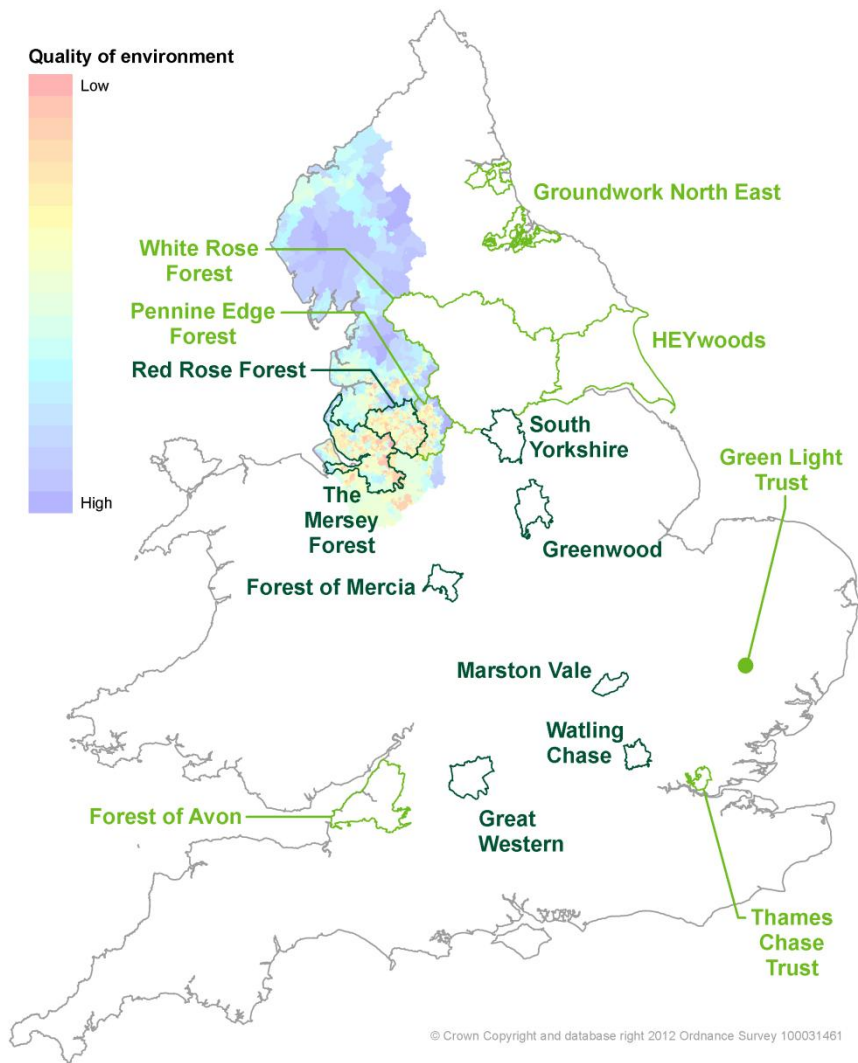 Quality of environment
Low
High
Groundwork North East
White Rose
Forest
Pennine Edge
Forest
HEYwoods
Red Rose Forest
South
Yorkshire
Green Light
Trust
The
Mersey
Forest
Greenwood
Forest of Mercia
Marston Vale
Watling
Chase
Forest of Avon
Great
Western
Thames
Chase
Trust
© Crown Copyright and database right 2012 Ordnance Survey 100031461